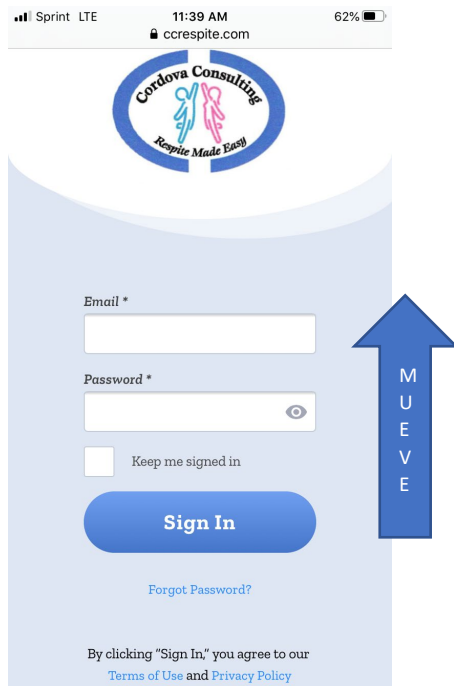 Sprint LTE 11:39 AM 62%
ccrespite.com
Cordova Consulting
Respite Made Easy
Email *
Password *
Keep me signed in
Sign In
Forgot Password?
By clicking "Sign In," you agree to our
Terms of Use and Privacy Policy
M
U
E
V
E